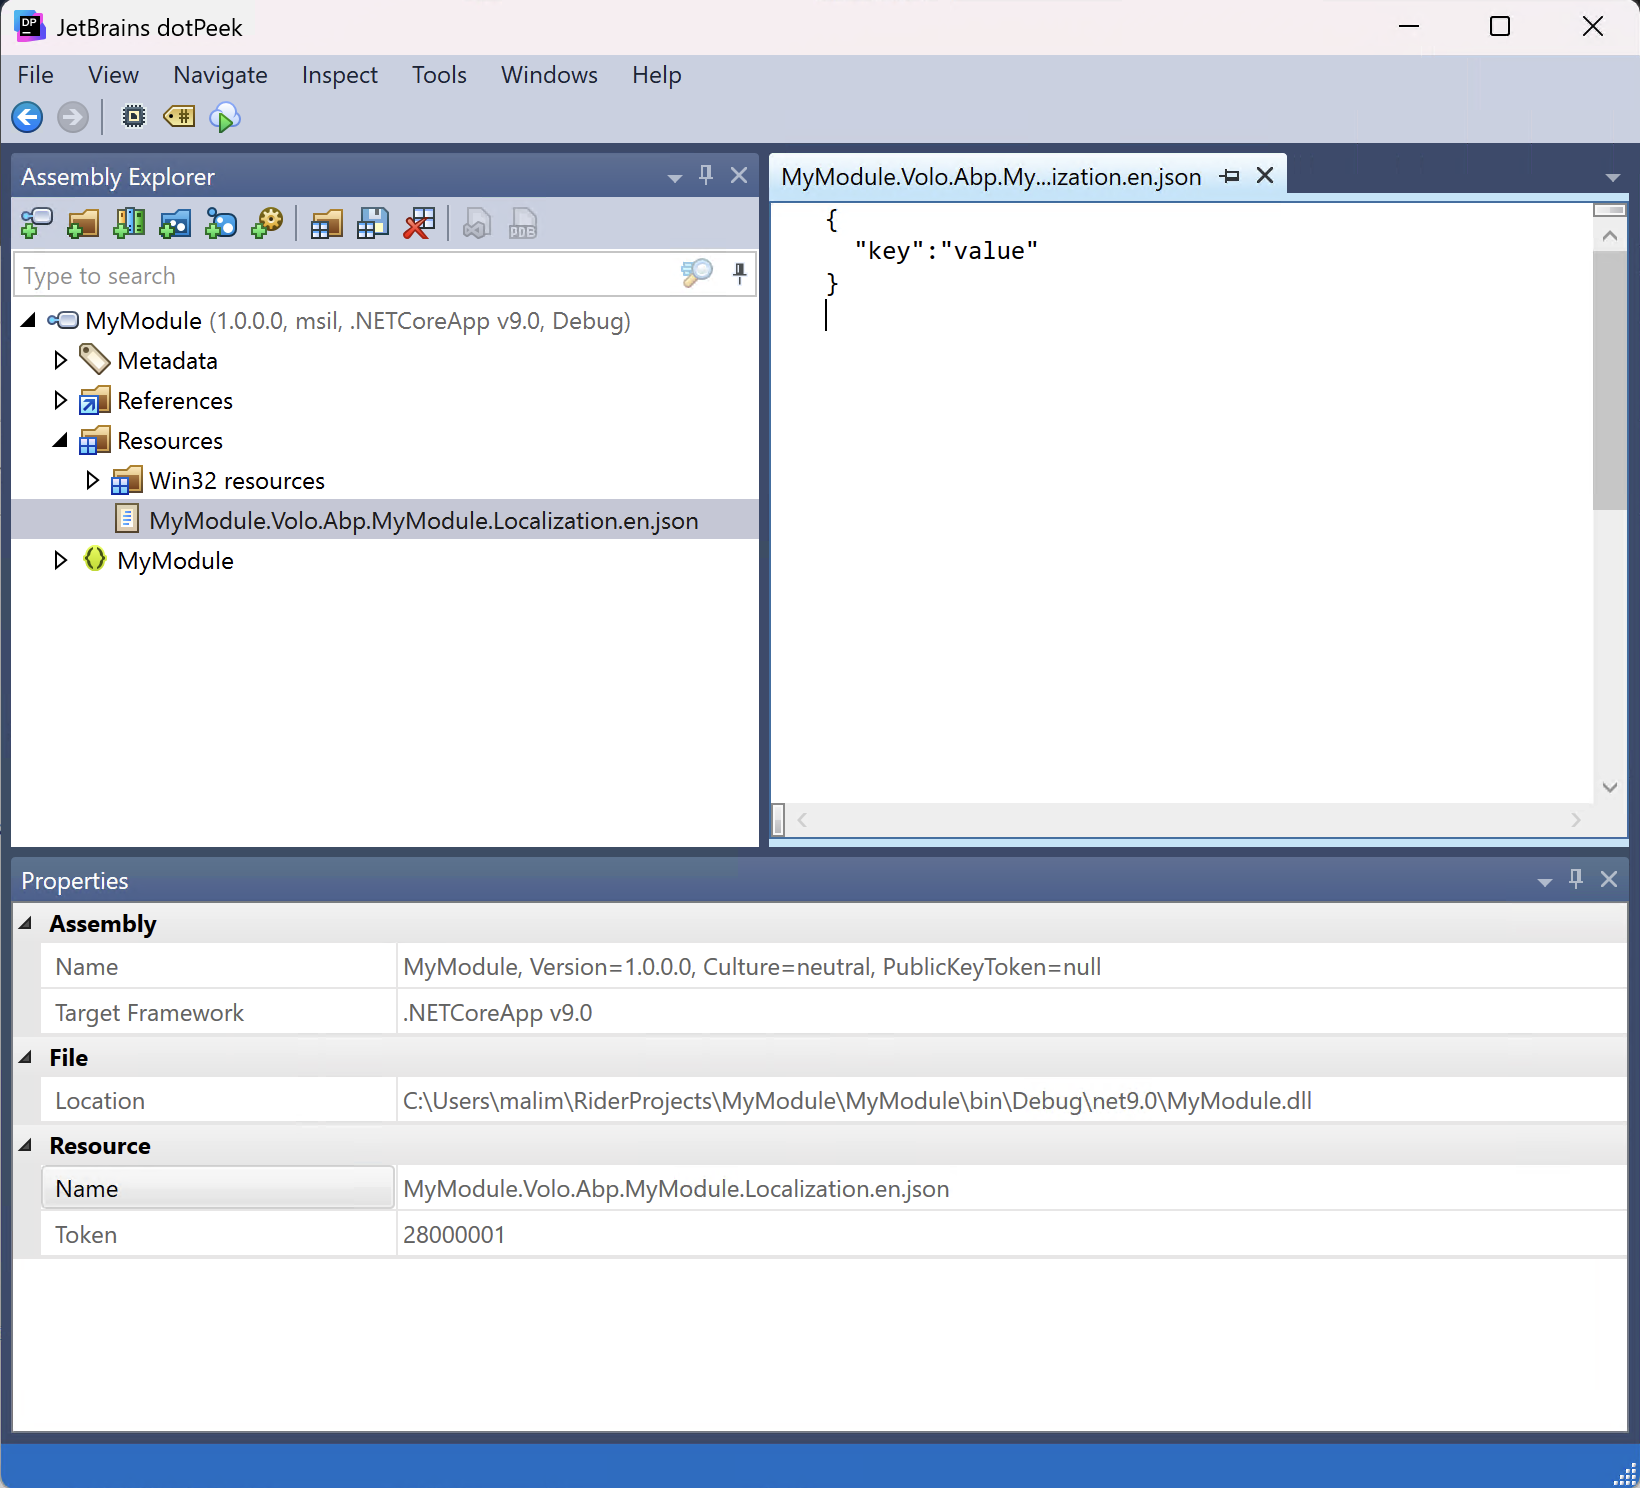 JetBrains dotPeek
File View Navigate Inspect Tools Windows Help
Assembly Explorer
Type to search
MyModule (1.0.0.0, msil, .NETCoreApp v9.0, Debug)
Metadata
References
Resources
Win32 resources
MyModule.Volo.Abp.MyModule.Localization.en.json
MyModule
MyModule.Volo.Abp.My...ization.en.json
{
"key":"value"
}
Properties
Assembly
Name MyModule, Version=1.0.0.0, Culture=neutral, PublicKeyToken=null
Target Framework .NETCoreApp v9.0
File
Location C:\Users\malim\RiderProjects\MyModule\MyModule\bin\Debug\net9.0\MyModule.dll
Resource
Name MyModule.Volo.Abp.MyModule.Localization.en.json
Token 28000001